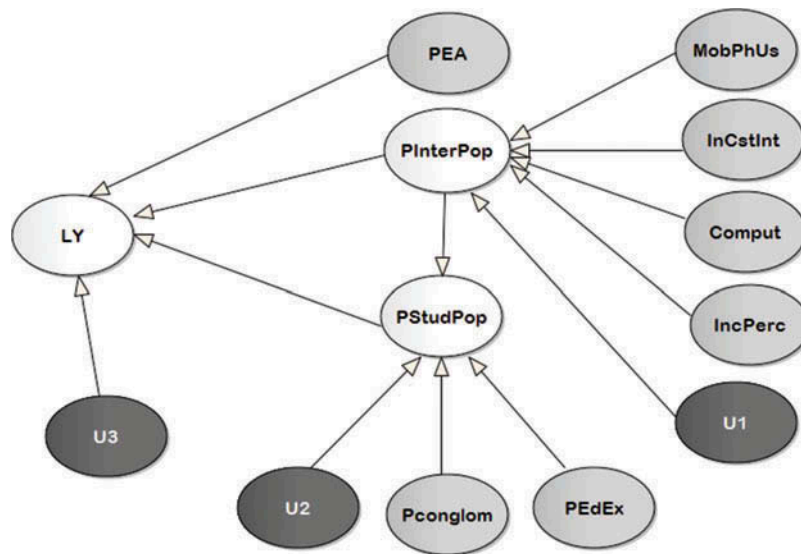 PEA
MobPhUs
PInterPop
InCstInt
LY
Comput
PStudPop
IncPerc
U3
U1
U2
Pconglom
PEdEx